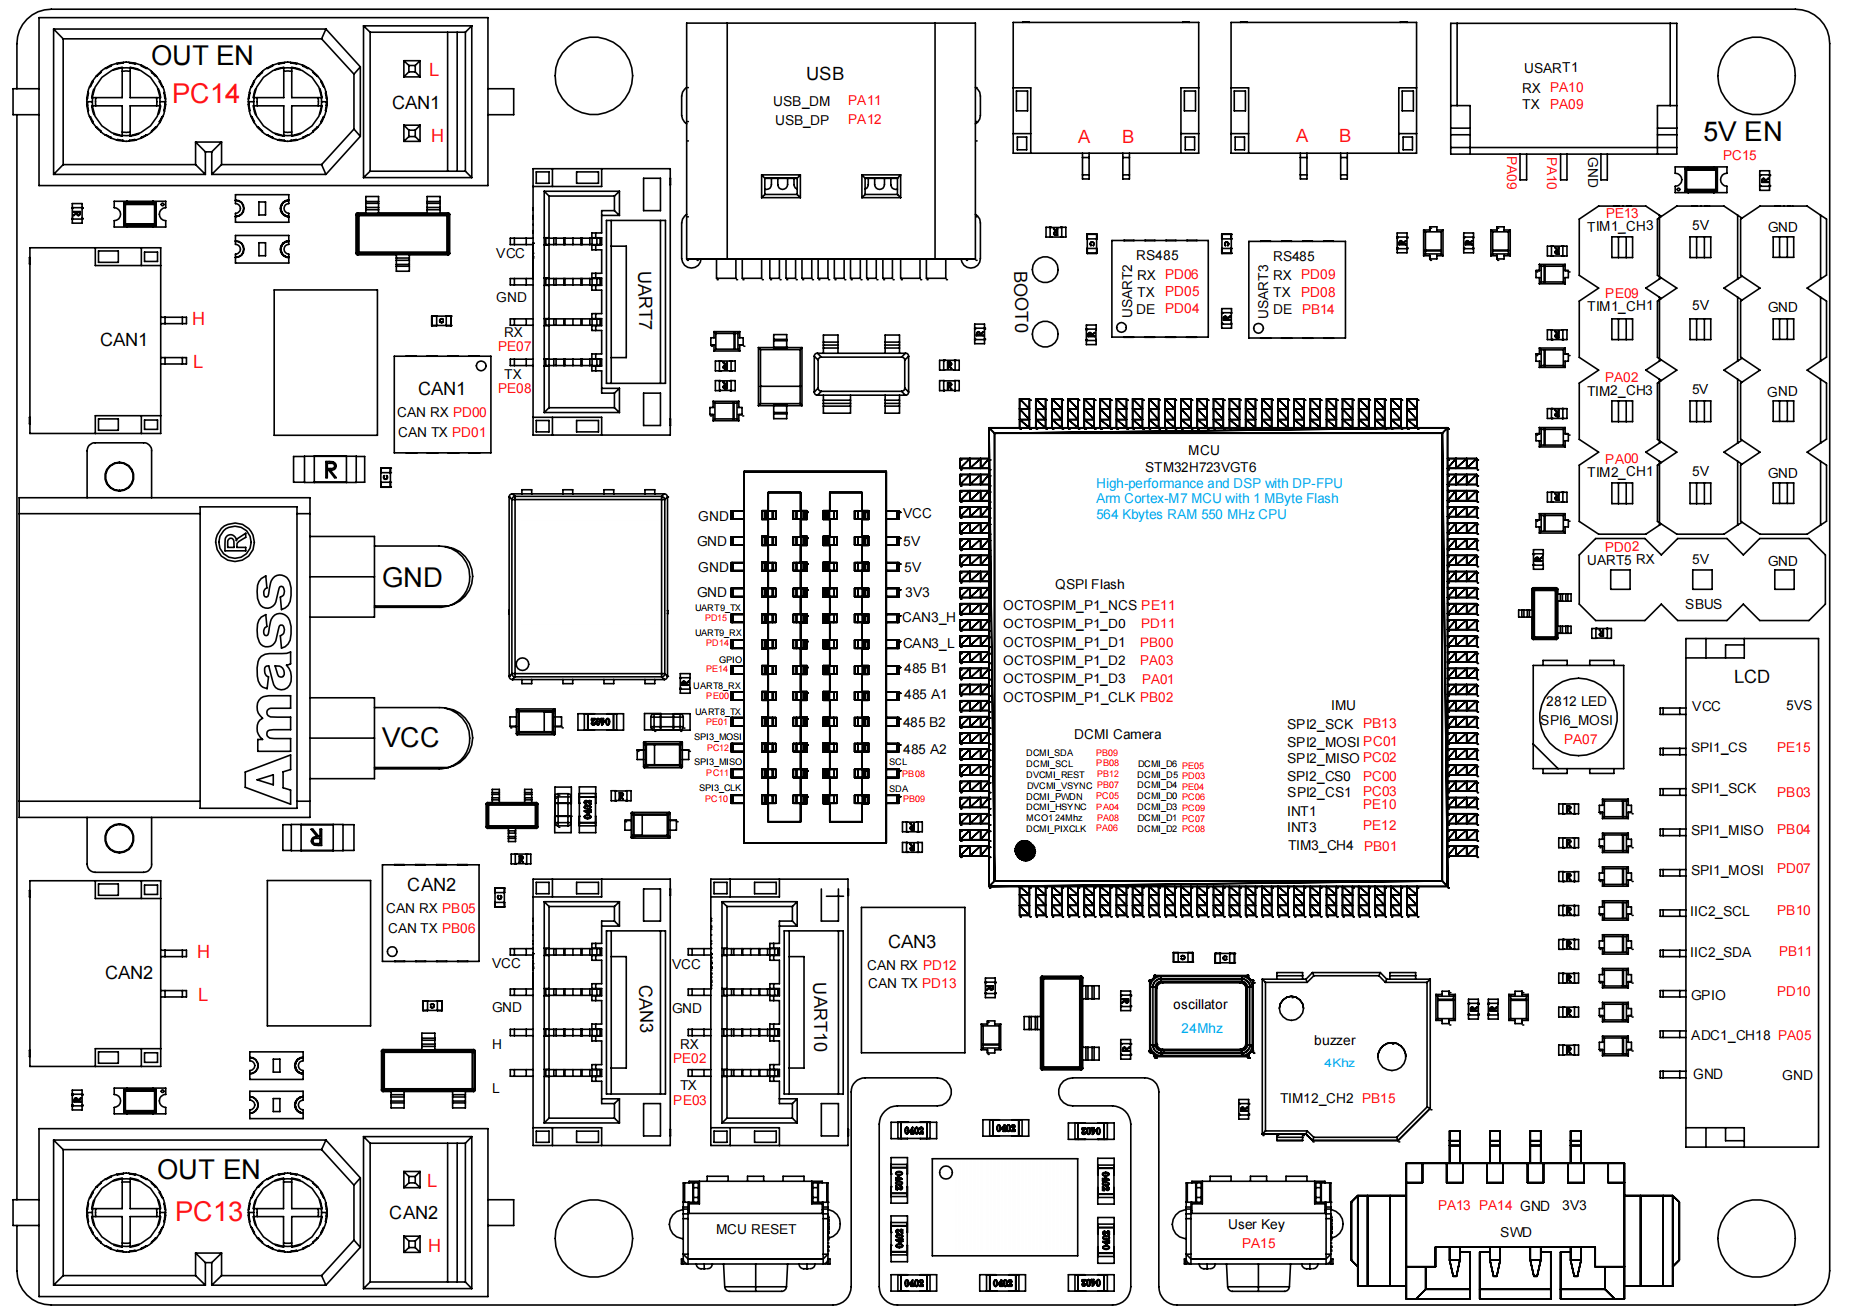 OUT EN
PC14
L
CAN1
H
USB
USB_DM PA11
USB_DP PA12
A B
A B
USART1
RX PA10
TX PA09
PA09 PA10 GND
5V EN
PC15
CAN1
H
L
VCC
GND
RX
PE07
TX
PE08
UART7
CAN1
CAN RX PD00
CAN TX PD01
BOOT0
RS485
RX PD06
TX PD05
DE PD04
USART2
RS485
RX PD09
TX PD08
DE PB14
USART3
PE13
TIM1_CH3 5V GND
PE09
TIM1_CH1 5V GND
PA02
TIM2_CH3 5V GND
PA00
TIM2_CH1 5V GND
PD02
UART5 RX 5V GND
SBUS
R
R
®
Amass
GND
VCC
GND VCC
GND 5V
GND 5V
GND 3V3
UART9_TX
PD15 CAN3_H
UART9_RX
PD14 CAN3_L
GPIO
PE14 485 B1
UART8_RX
PE00 485 A1
UART8_TX
PE01 485 B2
SPI3_MOSI
PC12 485 A2
SPI3_MISO SCL
PC11 PB08
SPI3_CLK SDA
PC10 PB09
MCU
STM32H723VGT6
High-performance and DSP with DP-FPU
Arm Cortex-M7 MCU with 1 MByte Flash
564 Kbytes RAM 550 MHz CPU
QSPI Flash
OCTOSPIM_P1_NCS PE11
OCTOSPIM_P1_D0 PD11
OCTOSPIM_P1_D1 PB00
OCTOSPIM_P1_D2 PA03
OCTOSPIM_P1_D3 PA01
OCTOSPIM_P1_CLK PB02
DCMI Camera
DCMI_SDA PB09
DCMI_SCL PB08 DCMI_D6 PE05
DVCMI_REST PB12 DCMI_D5 PD03
DVCMI_VSYNC PB07 DCMI_D4 PE04
DCMI_PWDN PC05 DCMI_D0 PC06
DCMI_HSYNC PA04 DCMI_D3 PC09
MCO124Mhz PA08 DCMI_D1 PC07
DCMI_PIXCLK PA06 DCMI_D2 PC08
IMU
SPI2_SCK PB13
SPI2_MOSI PC01
SPI2_MISO PC02
SPI2_CS0 PC00
SPI2_CS1 PC03
INT1 PE10
INT3 PE12
TIM3_CH4 PB01
2812 LED
SPI6_MOSI
PA07
LCD
VCC 5VS
SPI1_CS PE15
SPI1_SCK PB03
SPI1_MISO PB04
SPI1_MOSI PD07
IIC2_SCL PB10
IIC2_SDA PB11
GPIO PD10
ADC1_CH18 PA05
GND GND
CAN2
CAN RX PB05
CAN TX PB06
CAN2
H
L
VCC
GND
H
L
CAN3
VCC
GND
RX
PE02
TX
PE03
UART10
CAN3
CAN RX PD12
CAN TX PD13
oscillator
24Mhz
buzzer
4Khz
TIM12_CH2 PB15
OUT EN
PC13
L
CAN2
H
MCU RESET
User Key
PA15
PA13 PA14 GND 3V3
SWD